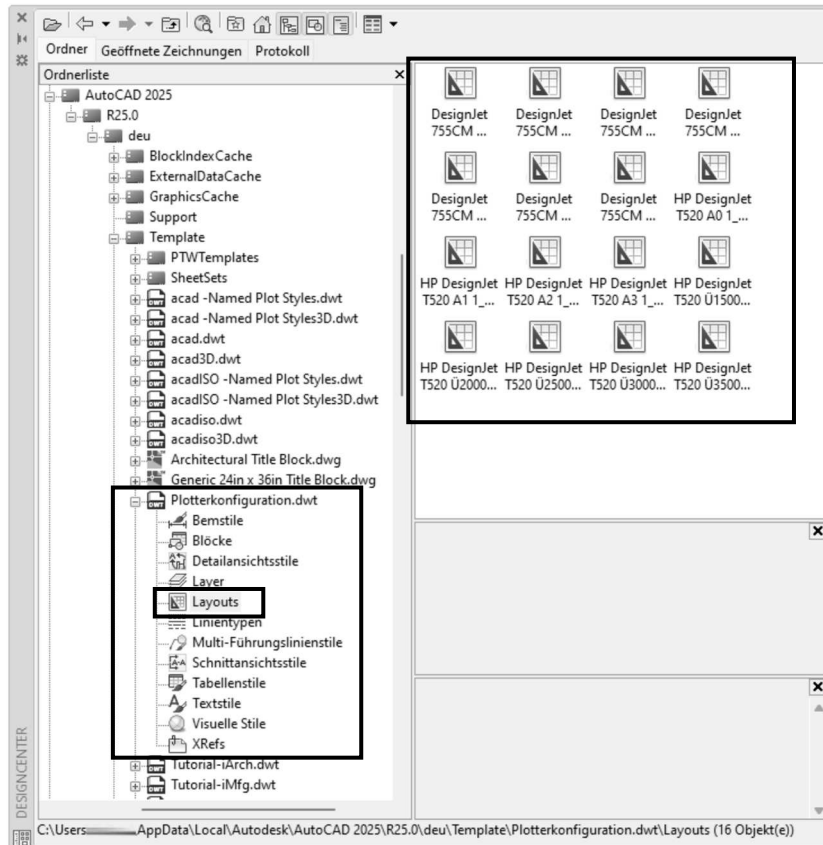 Ordner Geöffnete Zeichnungen Protokoll
Ordnerliste
AutoCAD 2025
R25.0
deu
BlockIndexCache
ExternalDataCache
GraphicsCache
Support
Template
PTWTemplates
SheetSets
acad -Named Plot Styles.dwt
acad -Named Plot Styles3D.dwt
acad.dwt
acad3D.dwt
acadISO -Named Plot Styles.dwt
acadISO -Named Plot Styles3D.dwt
acadiso.dwt
acadiso3D.dwt
Architectural Title Block.dwg
Generic 24in x 36in Title Block.dwg
Plotterkonfiguration.dwt
Bemstile
Blöcke
Detailansichtsstile
Layer
Layouts
Linientypen
Multi-Führungslinienstile
Schnittansichtsstile
Tabellenstile
Textstile
Visuelle Stile
XRefs
Tutorial-iArch.dwt
Tutorial-iMfg.dwt
DesignJet DesignJet DesignJet DesignJet
755CM ... 755CM ... 755CM ... 755CM ...
DesignJet DesignJet DesignJet HP DesignJet
755CM ... 755CM ... 755CM ... T520 A0 1_...
HP DesignJet HP DesignJet HP DesignJet HP DesignJet
T520 A1 1_... T520 A2 1_... T520 A3 1_... T520 Ü1500...
HP DesignJet HP DesignJet HP DesignJet HP DesignJet
T520 Ü2000... T520 Ü2500... T520 Ü3000... T520 Ü3500...
DESIGNCENTER
C:\Users AppData\Local\Autodesk\AutoCAD 2025\R25.0\deu\Template\Plotterkonfiguration.dwt\Layouts (16 Objekt(e))